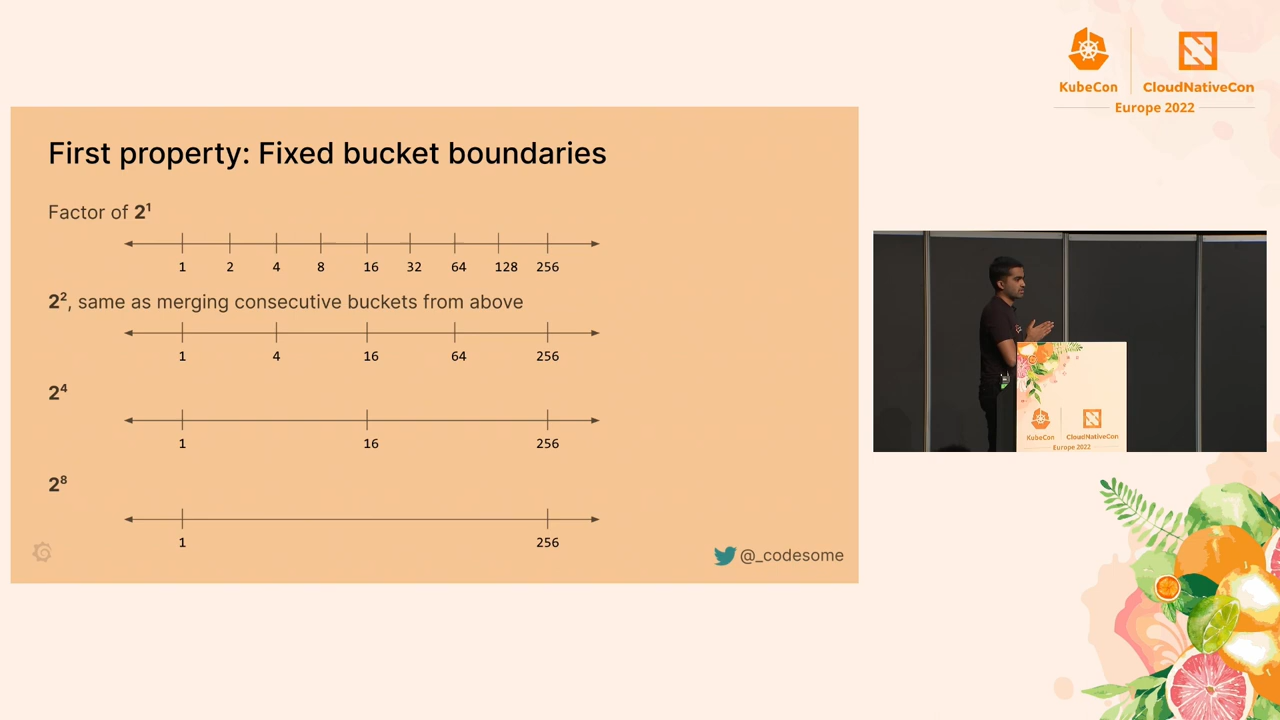 KubeCon
CloudNativeCon
Europe 2022
First property: Fixed bucket boundaries
Factor of 2¹
1 2 4 8 16 32 64 128 256
2², same as merging consecutive buckets from above
1 4 16 64 256
2⁴
1 16 256
2⁸
1 256
@_codesome
KubeCon
CloudNativeCon
Europe 2022